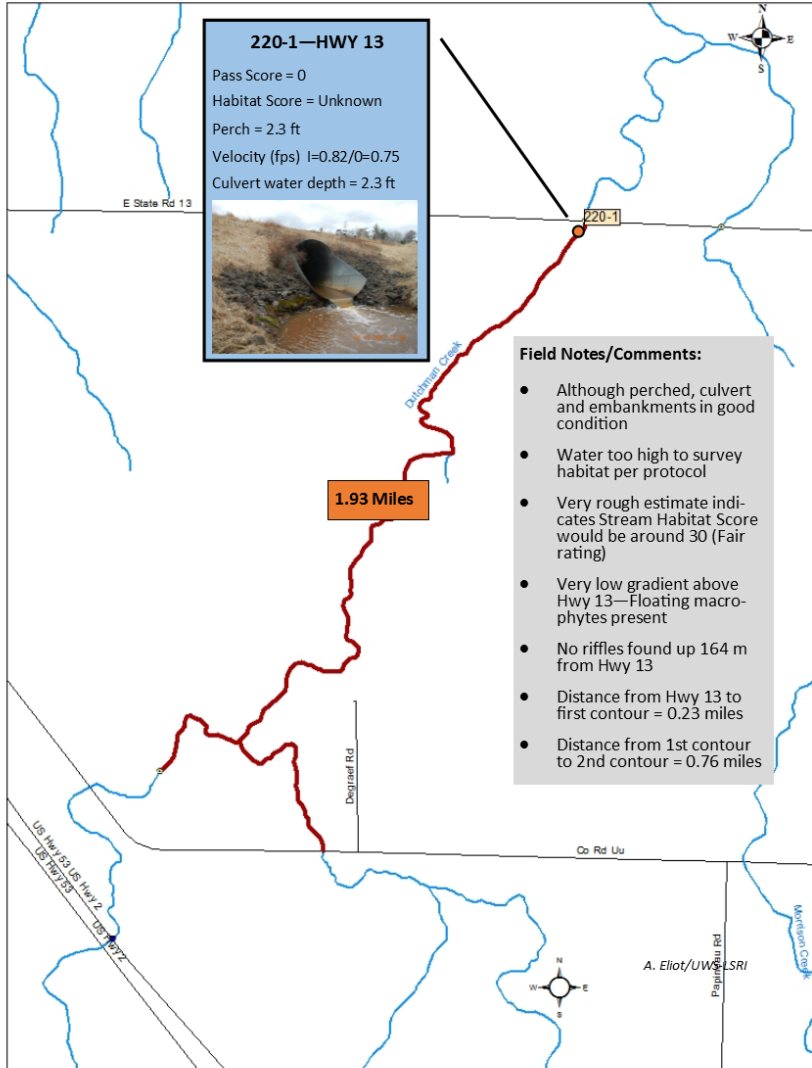 220-1—HWY 13
Pass Score = 0
Habitat Score = Unknown
Perch = 2.3 ft
Velocity (fps) I=0.82/0=0.75
Culvert water depth = 2.3 ft
N
W E
S
E State Rd 13
220-1
Dutchman Creek
1.93 Miles
Field Notes/Comments:
• Although perched, culvert
and embankments in good
condition
• Water too high to survey
habitat per protocol
• Very rough estimate indi-
cates Stream Habitat Score
would be around 30 (Fair
rating)
• Very low gradient above
Hwy 13—Floating macro-
phytes present
• No riffles found up 164 m
from Hwy 13
• Distance from Hwy 13 to
first contour = 0.23 miles
• Distance from 1st contour
to 2nd contour = 0.76 miles
Degraef Rd
Co Rd Uu
US Hwy 53 US Hwy 2
US Hwy 53
US Hwy 2
Morrison Creek
Papineau Rd
A. Eliot/UWS-LSRI
N
W E
S